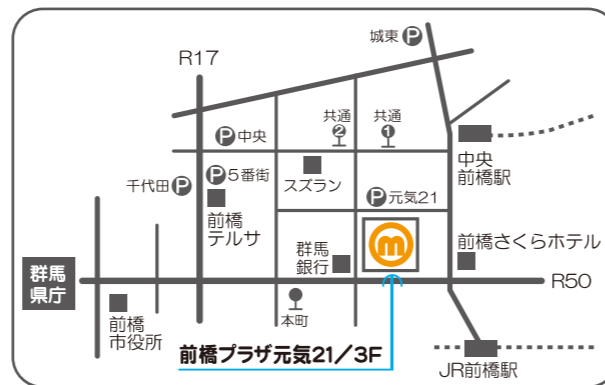 城東 P
R17
共通
2
共通
1
P 中央
中央
前橋駅
スズラン
千代田 P
P 5番街
前橋
テルサ
P 元気21
m
群馬
銀行
前橋さくらホテル
群馬
県庁
R50
前橋
市役所
本町
前橋プラザ元気21/3F
JR前橋駅